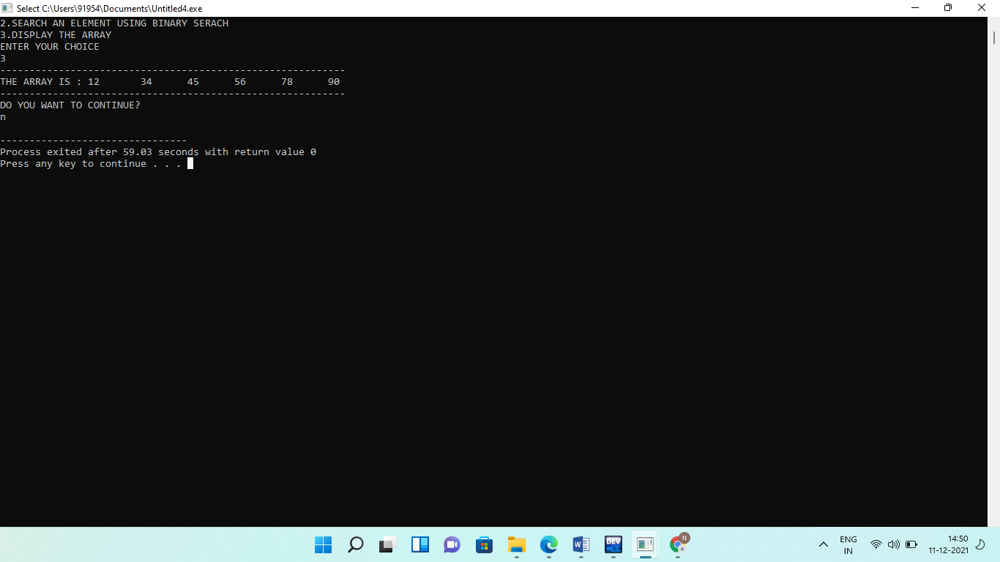 Select C:\Users\91954\Documents\Untitled4.exe
2.SEARCH AN ELEMENT USING BINARY SERACH
3.DISPLAY THE ARRAY
ENTER YOUR CHOICE
3
-----------------------------------------------------------
THE ARRAY IS : 12 34 45 56 78 90
-----------------------------------------------------------
DO YOU WANT TO CONTINUE?
n
--------------------------------
Process exited after 59.03 seconds with return value 0
Press any key to continue . . .
DEV
N
ENG
IN
14:50
11-12-2021